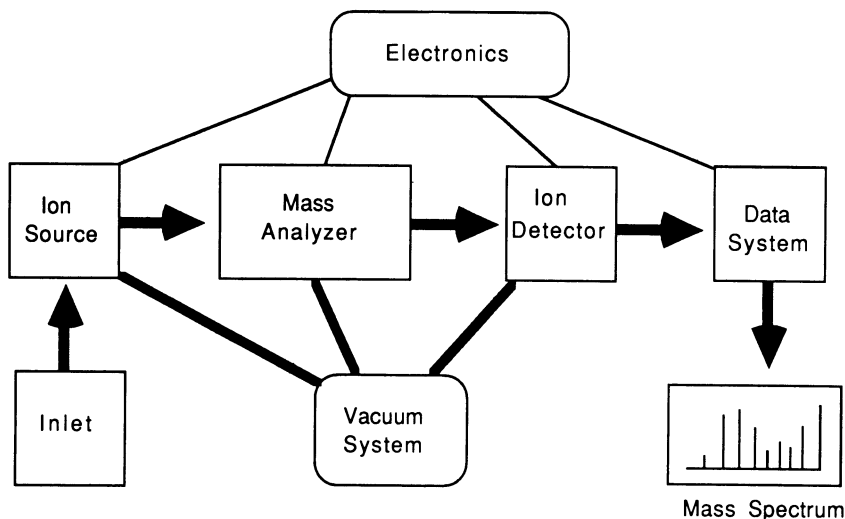 Electronics
Ion
Source
Mass
Analyzer
Ion
Detector
Data
System
Inlet
Vacuum
System
Mass Spectrum